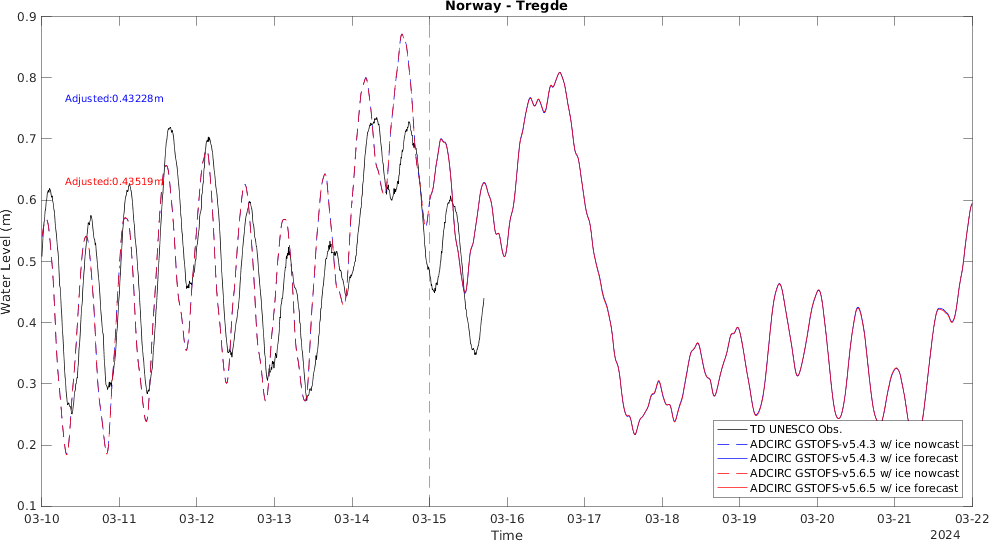 Norway - Tregde
0.9
0.8
0.7
0.6
0.5
0.4
0.3
0.2
0.1
Water Level (m)
Adjusted:0.43228m
Adjusted:0.43519m
TD UNESCO Obs.
ADCIRC GSTOFS-v5.4.3 w/ ice nowcast
ADCIRC GSTOFS-v5.4.3 w/ ice forecast
ADCIRC GSTOFS-v5.6.5 w/ ice nowcast
ADCIRC GSTOFS-v5.6.5 w/ ice forecast
03-10 03-11 03-12 03-13 03-14 03-15 03-16 03-17 03-18 03-19 03-20 03-21 03-22
Time
2024